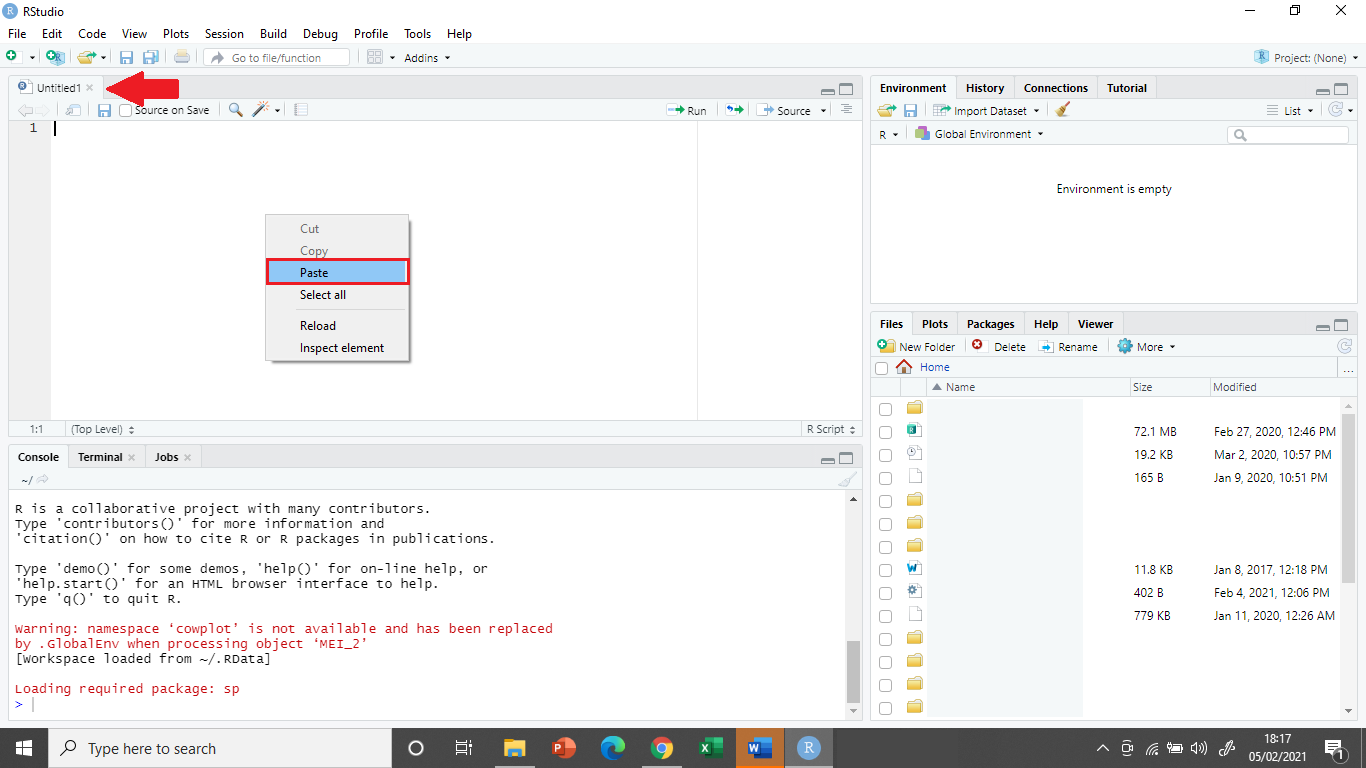 RStudio
File Edit Code View Plots Session Build Debug Profile Tools Help
Go to file/function Addins Project: (None)
Untitled1
Source on Save Run Source
1
Cut
Copy
Paste
Select all
Reload
Inspect element
1:1 (Top Level) R Script
Console Terminal Jobs
~/
R is a collaborative project with many contributors.
Type 'contributors()' for more information and
'citation()' on how to cite R or R packages in publications.
Type 'demo()' for some demos, 'help()' for on-line help, or
'help.start()' for an HTML browser interface to help.
Type 'q()' to quit R.
Warning: namespace ‘cowplot’ is not available and has been replaced
by .GlobalEnv when processing object ‘MEI_2’
[Workspace loaded from ~/.RData]
Loading required package: sp
>
Environment History Connections Tutorial
Import Dataset List
R Global Environment
Environment is empty
Files Plots Packages Help Viewer
New Folder Delete Rename More
Home ...
Name Size Modified
72.1 MB Feb 27, 2020, 12:46 PM
19.2 KB Mar 2, 2020, 10:57 PM
165 B Jan 9, 2020, 10:51 PM
11.8 KB Jan 8, 2017, 12:18 PM
402 B Feb 4, 2021, 12:06 PM
779 KB Jan 11, 2020, 12:26 AM
Type here to search
18:17
05/02/2021
1